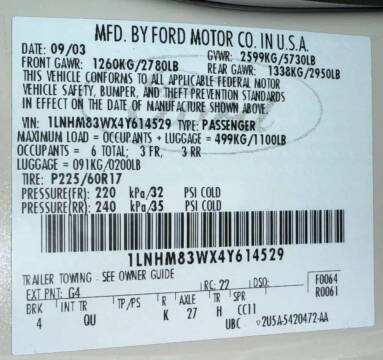 MFD. BY FORD MOTOR CO. IN U.S.A.
DATE: 09/03 GVWR: 2599KG/5730LB
FRONT GAWR: 1260KG/2780LB REAR GAWR: 1338KG/2950LB
THIS VEHICLE CONFORMS TO ALL APPLICABLE FEDERAL MOTOR
VEHICLE SAFETY, BUMPER, AND THEFT PREVENTION STANDARDS
IN EFFECT ON THE DATE OF MANUFACTURE SHOWN ABOVE.
VIN: 1LNHM83WX4Y614529 TYPE: PASSENGER
MAXIMUM LOAD = OCCUPANTS + LUGGAGE = 499KG/1100LB
OCCUPANTS = 6 TOTAL; 3 FR, 3 RR
LUGGAGE = 091KG/0200LB
TIRE: P225/60R17
PRESSURE(FR): 220 kPa/32 PSI COLD
PRESSURE(RR): 240 kPa/35 PSI COLD
1LNHM83WX4Y614529
TRAILER TOWING - SEE OWNER GUIDE
EXT PNT: G4 RC: 22 DSO: F0064
BRK INT TR TP/PS R AXLE TR SPR R0061
4 QU K 27 H CC11
UBC 2U5A-5420472-AA